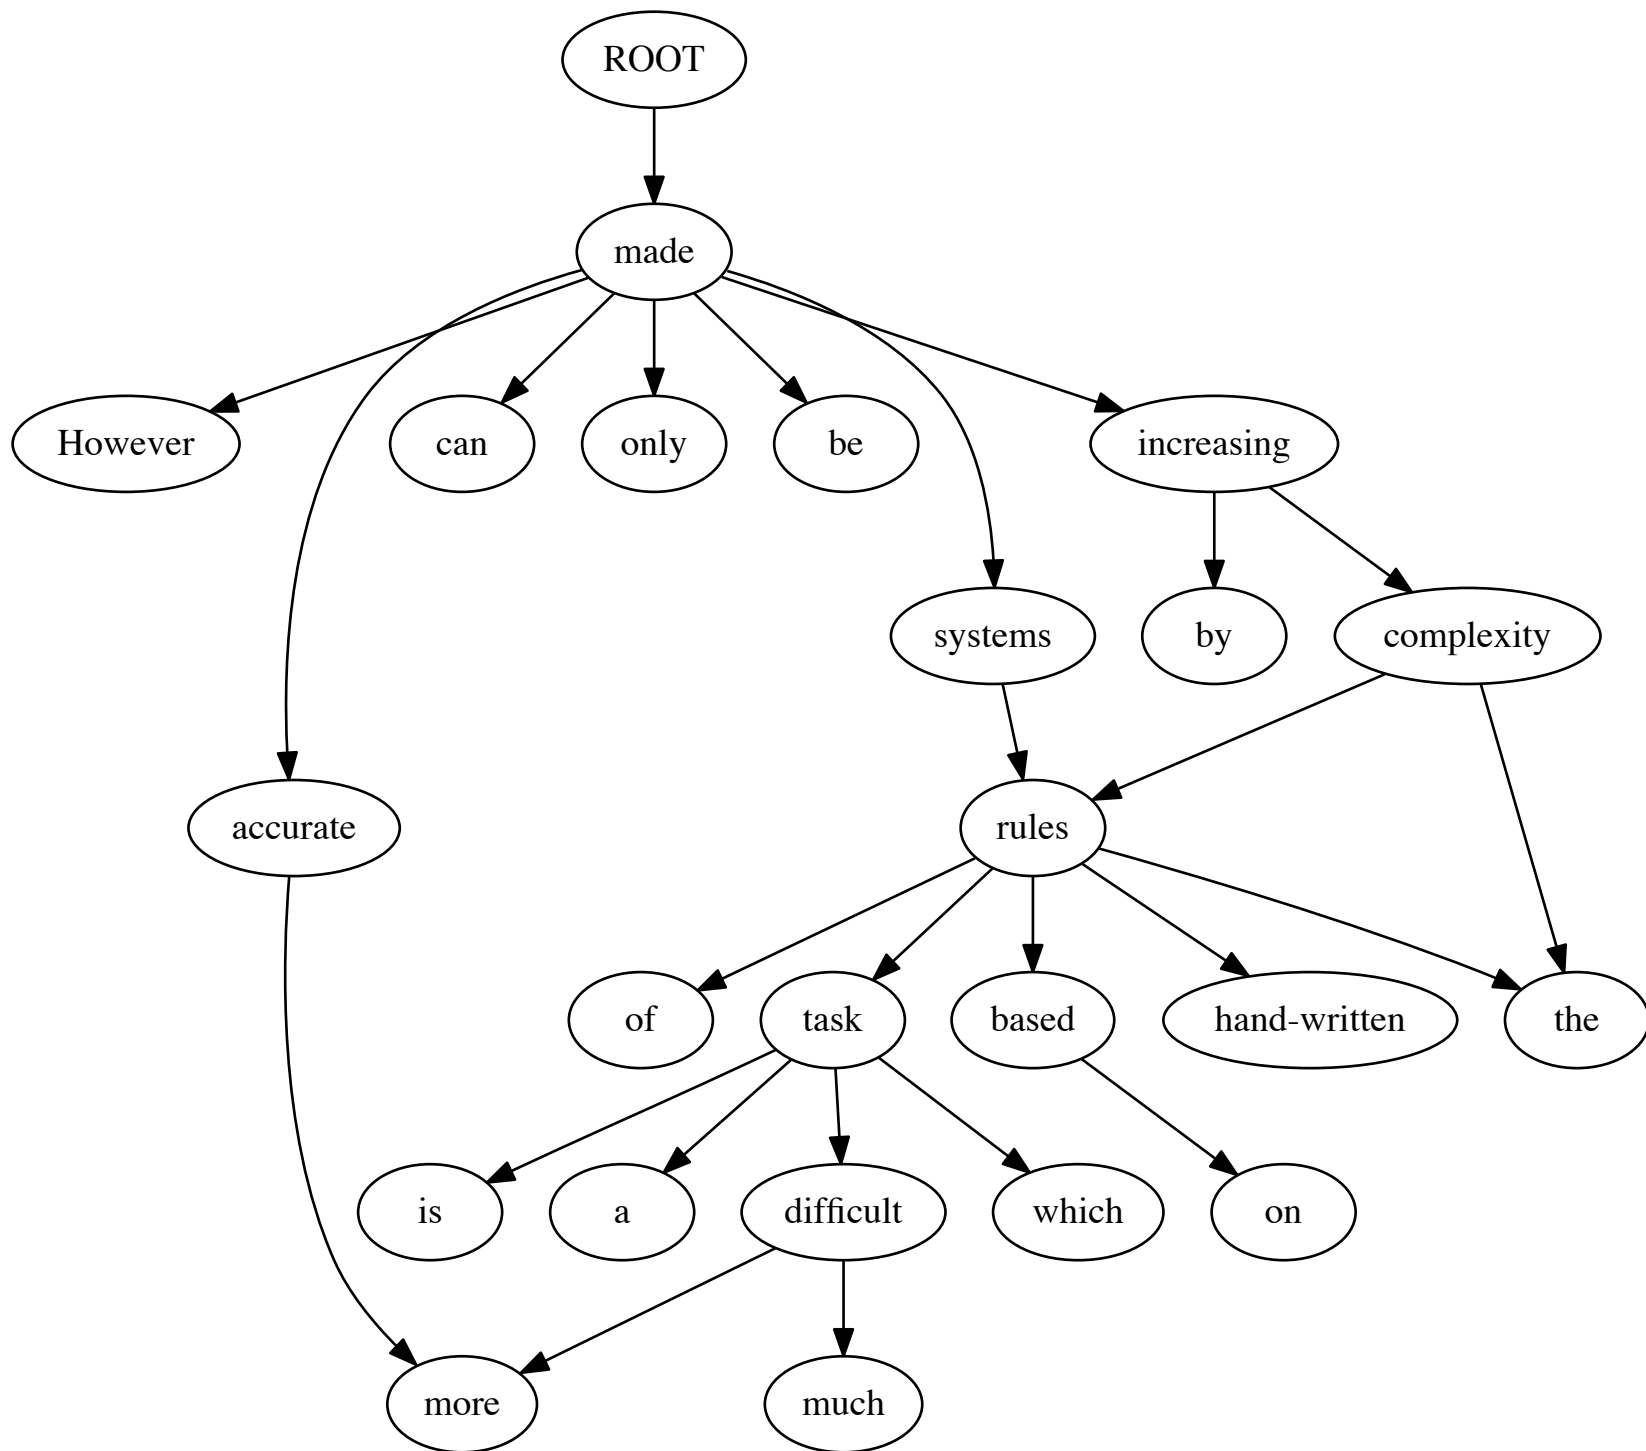 ROOT
made
However can only be increasing
systems by complexity
accurate rules
of task based hand-written the
is a difficult which on
more much